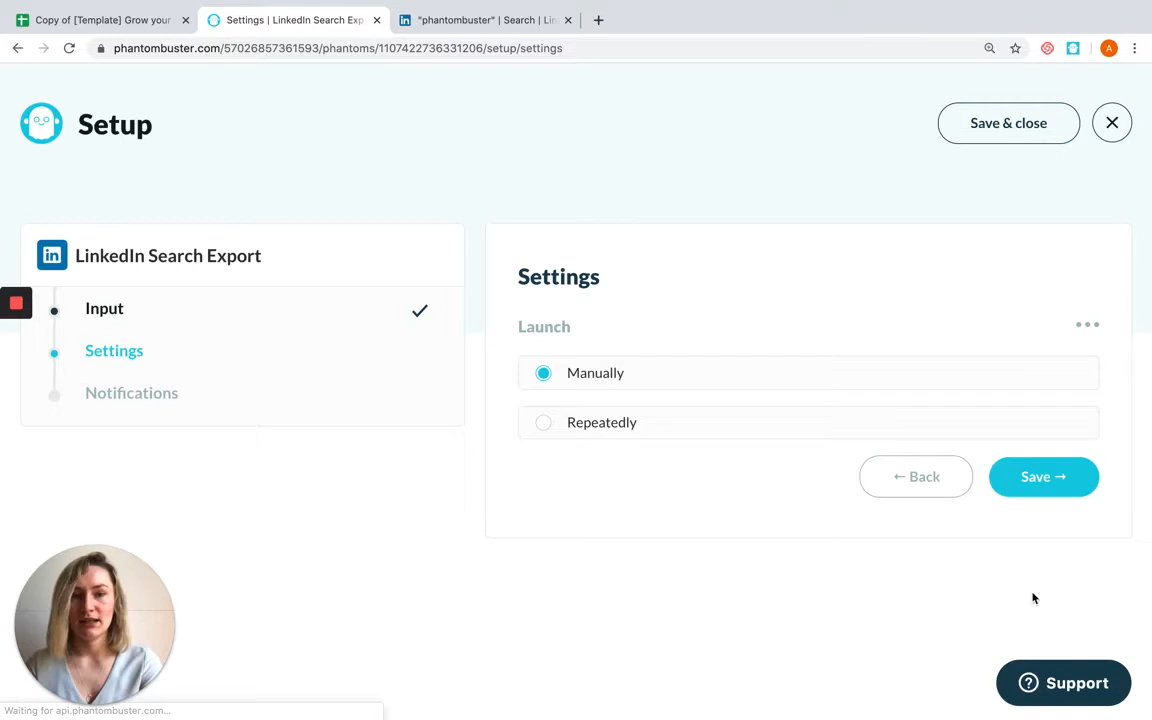 Copy of [Template] Grow your
Settings | LinkedIn Search Exp
"phantombuster" | Search | Lin
phantombuster.com/57026857361593/phantoms/1107422736331206/setup/settings
A
Setup
Save & close
in LinkedIn Search Export
Input
Settings
Notifications
Settings
Launch
Manually
Repeatedly
← Back
Save →
? Support
Waiting for api.phantombuster.com...